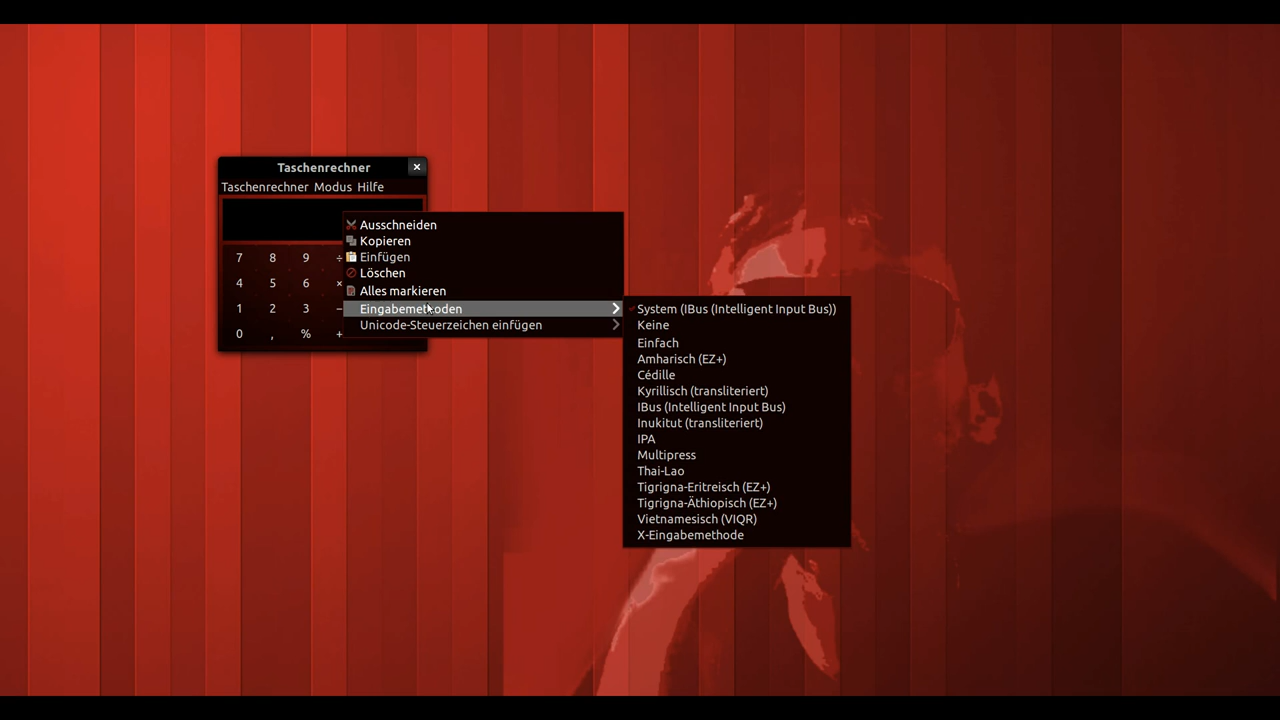 Taschenrechner
Taschenrechner Modus Hilfe
7 8 9 ÷
4 5 6 ×
1 2 3 −
0 , % +
Ausschneiden
Kopieren
Einfügen
Löschen
Alles markieren
Eingabemethoden
Unicode-Steuerzeichen einfügen
System (IBus (Intelligent Input Bus))
Keine
Einfach
Amharisch (EZ+)
Cédille
Kyrillisch (transliteriert)
IBus (Intelligent Input Bus)
Inukitut (transliteriert)
IPA
Multipress
Thai-Lao
Tigrigna-Eritreisch (EZ+)
Tigrigna-Äthiopisch (EZ+)
Vietnamesisch (VIQR)
X-Eingabemethode